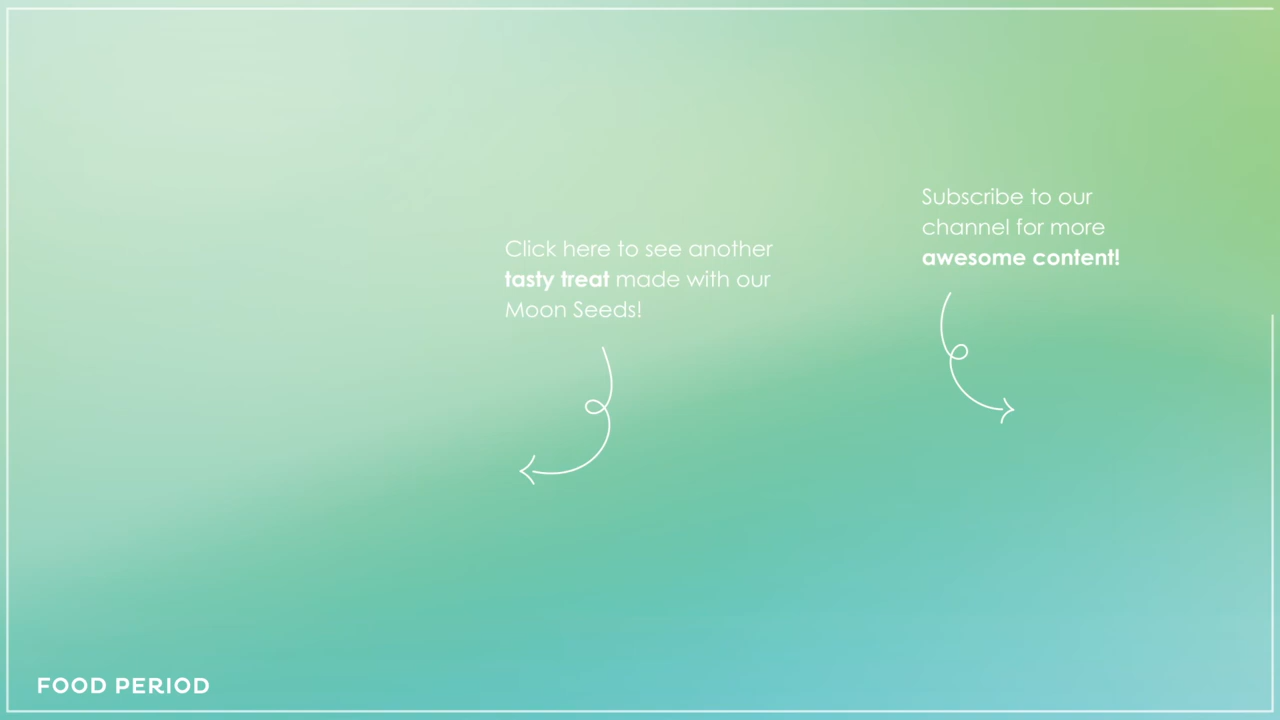 Subscribe to our
channel for more
awesome content!
Click here to see another
tasty treat made with our
Moon Seeds!
FOOD PERIOD